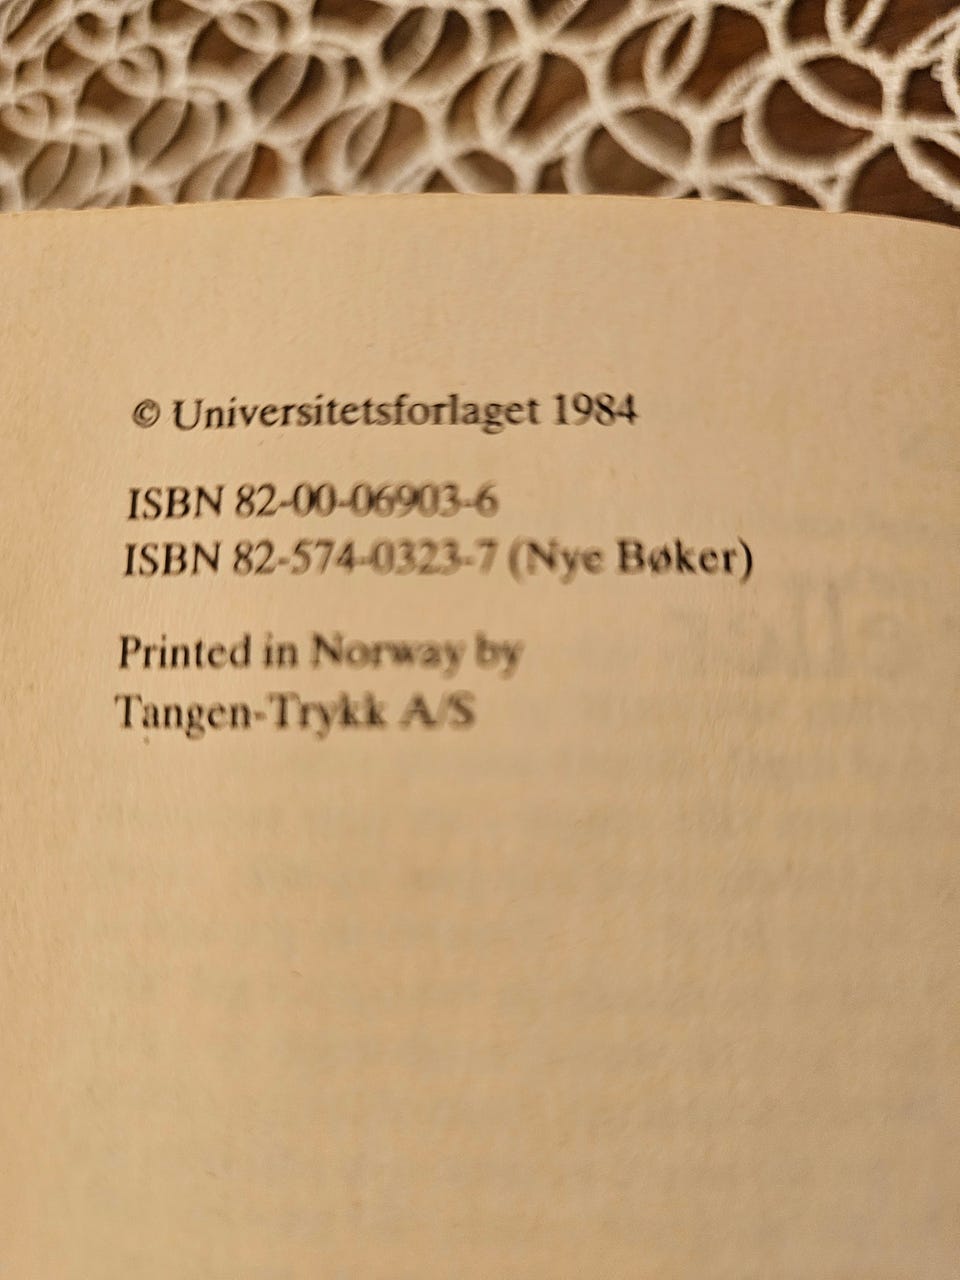 © Universitetsforlaget 1984
ISBN 82-00-06903-6
ISBN 82-574-0323-7 (Nye Bøker)
Printed in Norway by
Tangen-Trykk A/S